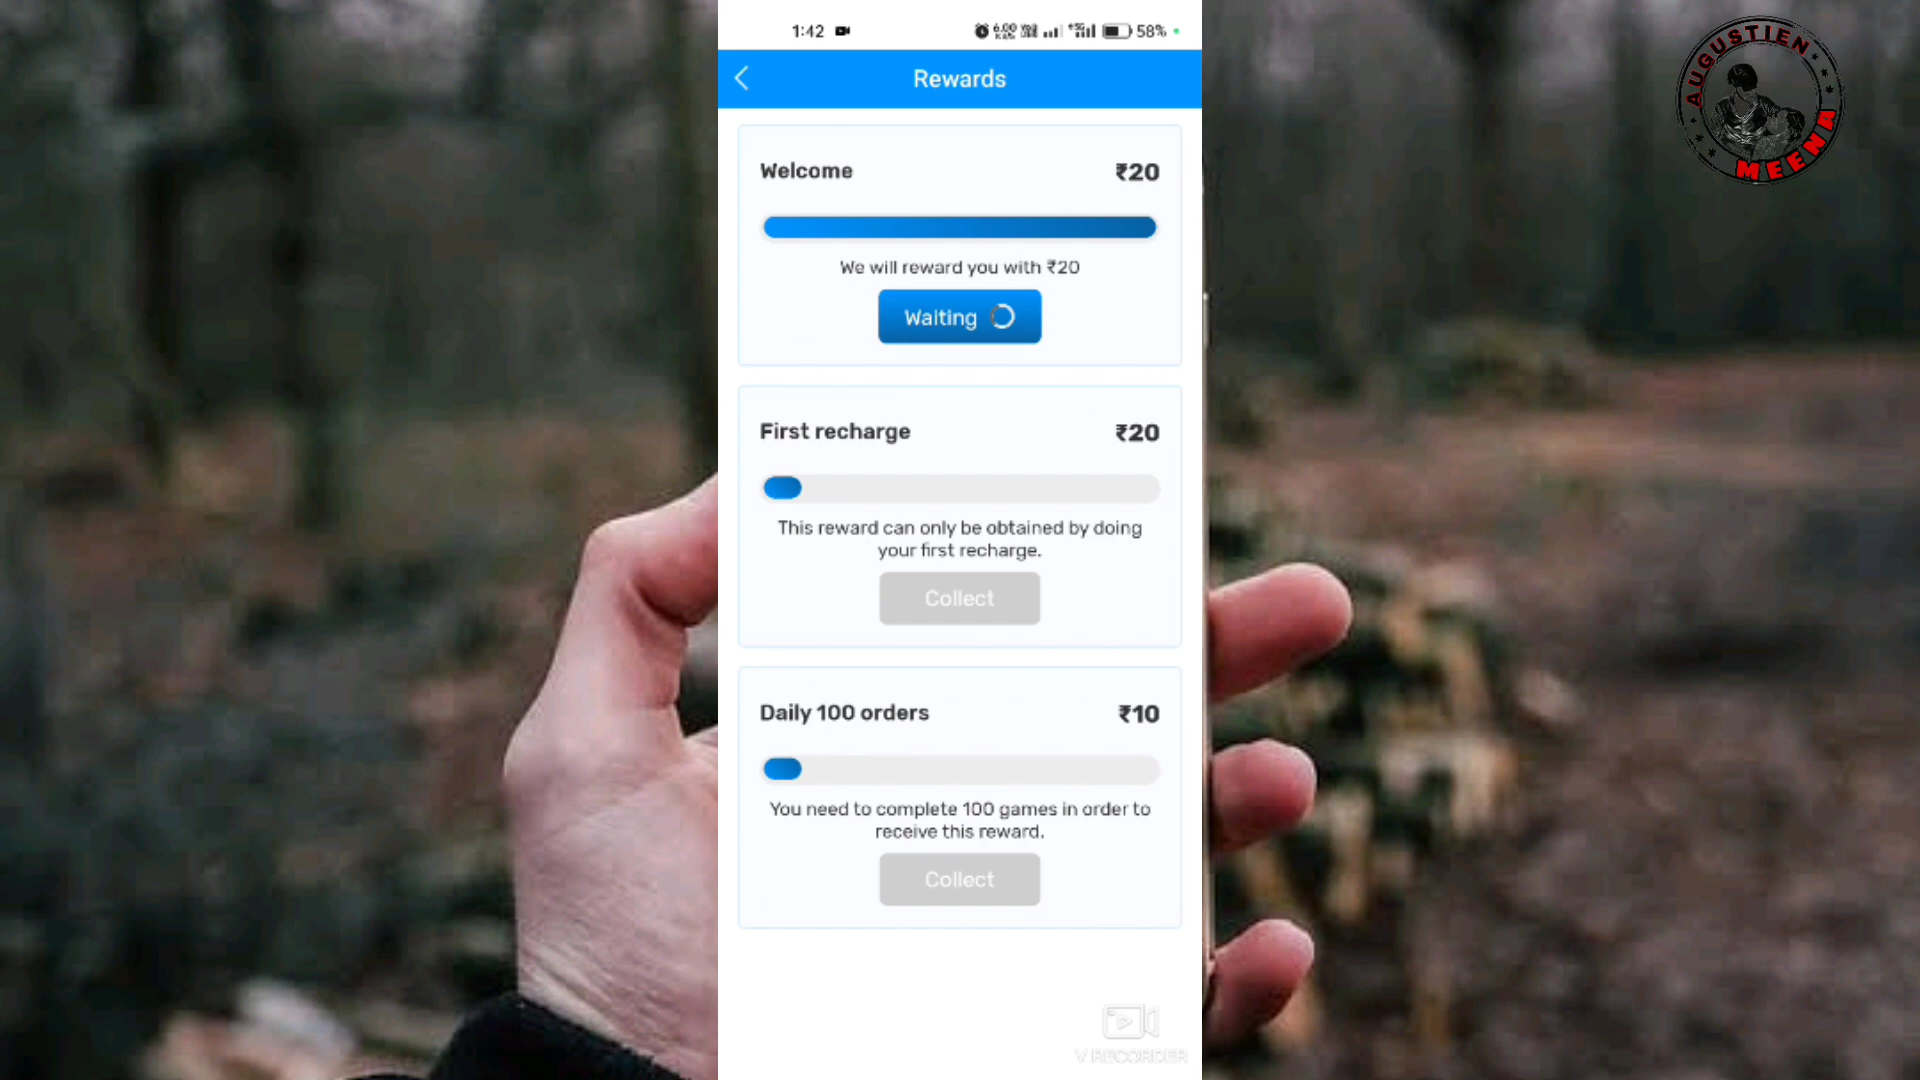 1:42
58%
AUGUSTIEN
MEENA
Rewards
Welcome ₹20
We will reward you with ₹20
Waiting
First recharge ₹20
This reward can only be obtained by doing
your first recharge.
Collect
Daily 100 orders ₹10
You need to complete 100 games in order to
receive this reward.
Collect
V RECORDER